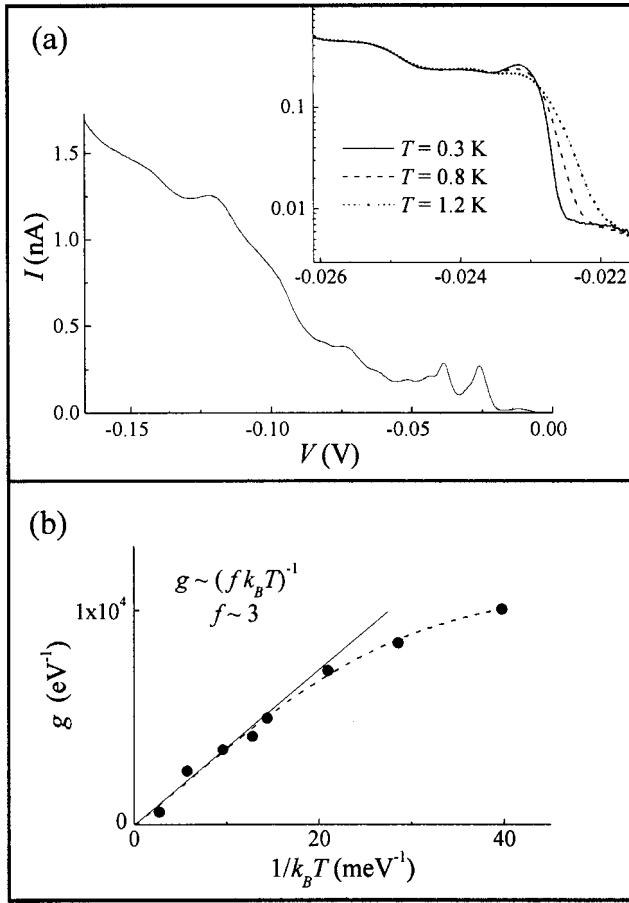 (a)
0.1
T = 0.3 K
T = 0.8 K
T = 1.2 K
0.01
-0.026
-0.024
-0.022
1.5
1.0
0.5
0.0
I (nA)
-0.15
-0.10
-0.05
0.00
V (V)
(b)
g ~ (f k_B T)^-1
f ~ 3
1x10^4
0
g (eV^-1)
0
20
40
1/k_B T (meV^-1)